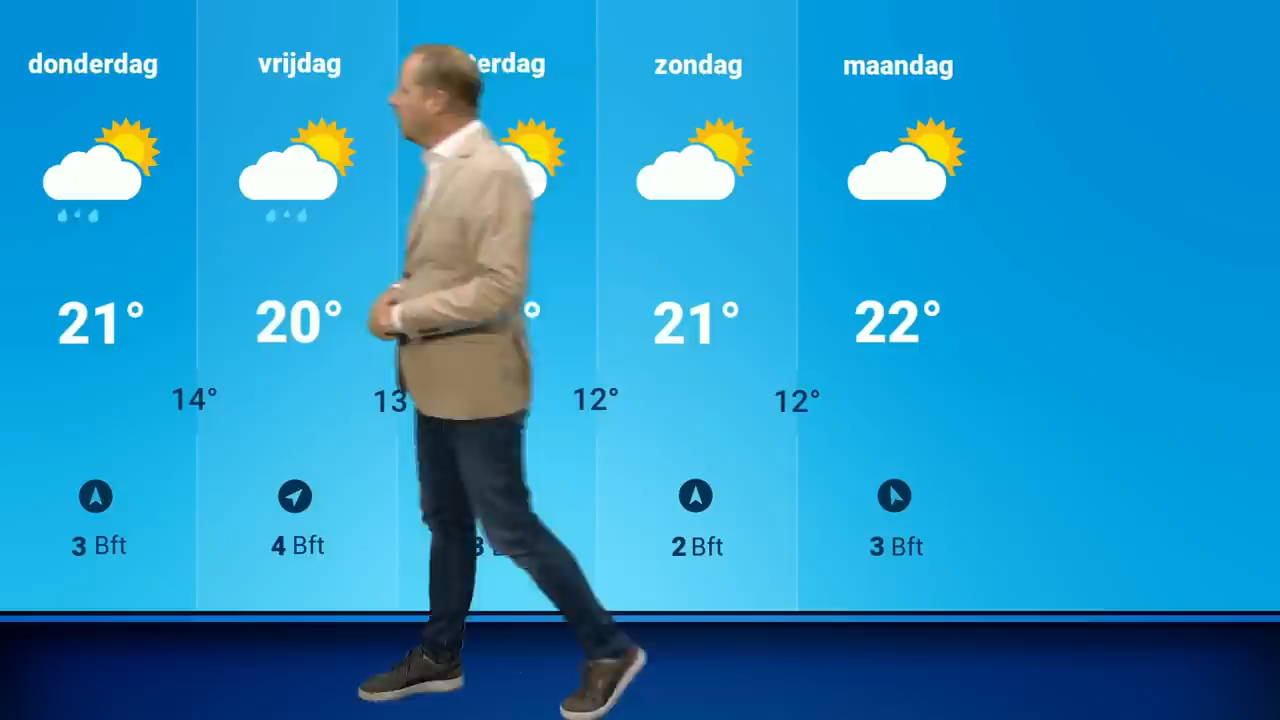 donderdag vrijdag erdag zondag maandag
21° 20° ° 21° 22°
14° 13 12° 12°
3 Bft 4 Bft 3 2 Bft 3 Bft